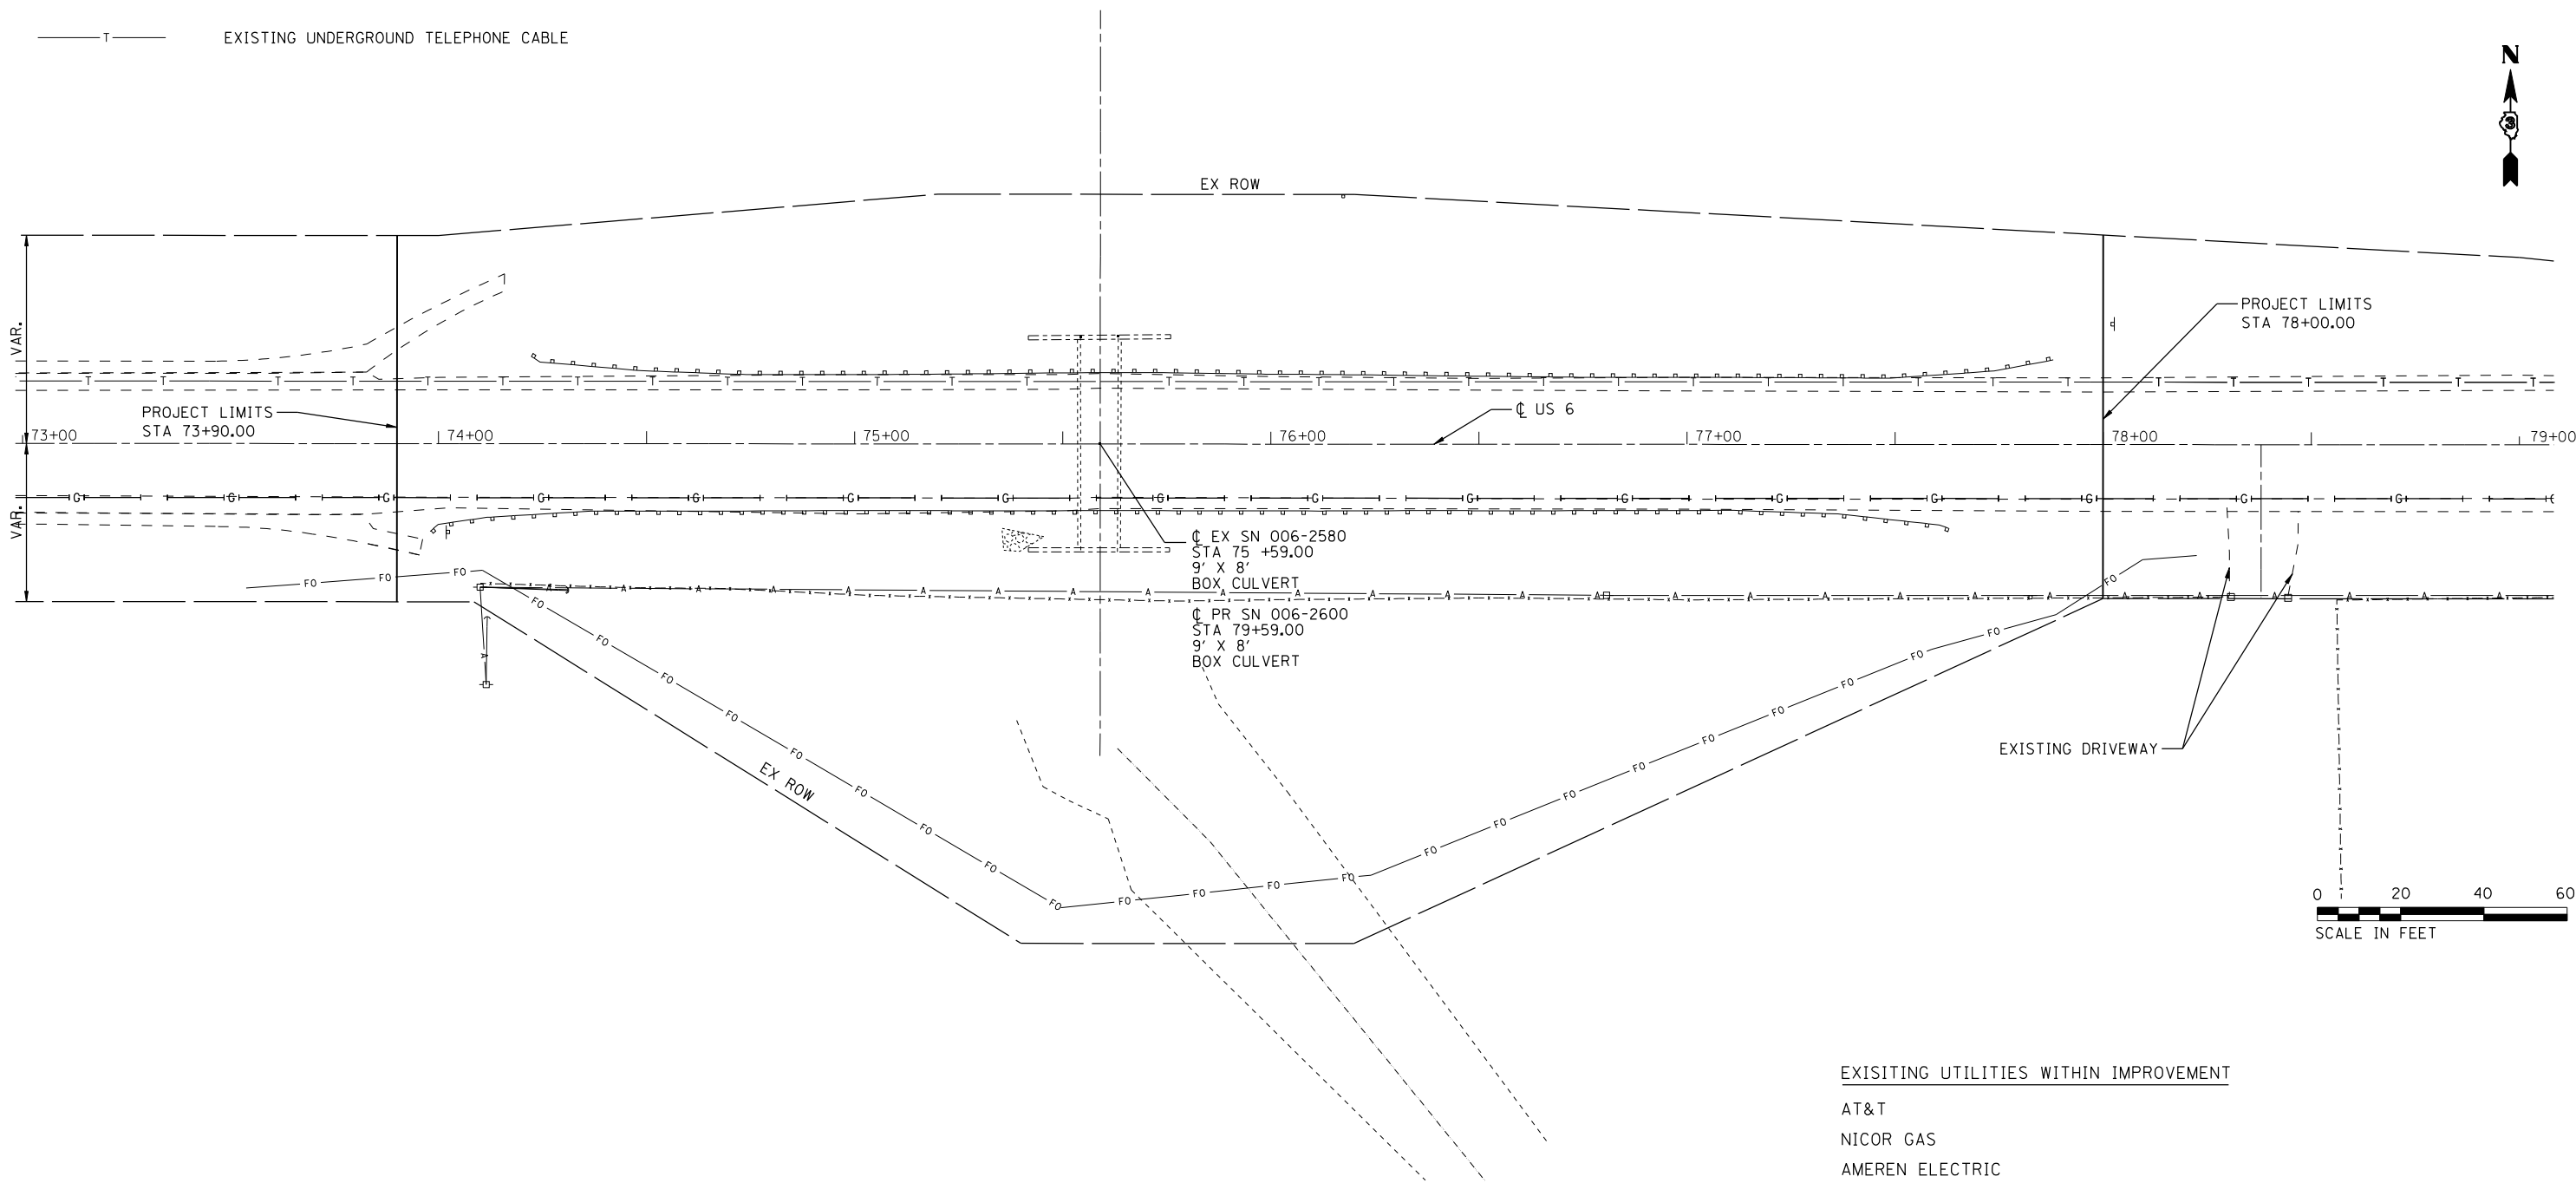 T
EXISTING UNDERGROUND TELEPHONE CABLE
N
3
EX ROW
VAR.
VAR.
PROJECT LIMITS
STA 78+00.00
PROJECT LIMITS
STA 73+90.00
℄ US 6
73+00 74+00 75+00 76+00 77+00 78+00 79+00
℄ EX SN 006-2580
STA 75 +59.00
9' X 8'
BOX CULVERT
℄ PR SN 006-2600
STA 79+59.00
9' X 8'
BOX CULVERT
EX ROW
EXISTING DRIVEWAY
0 20 40 60
SCALE IN FEET
EXISITING UTILITIES WITHIN IMPROVEMENT
AT&T
NICOR GAS
AMEREN ELECTRIC